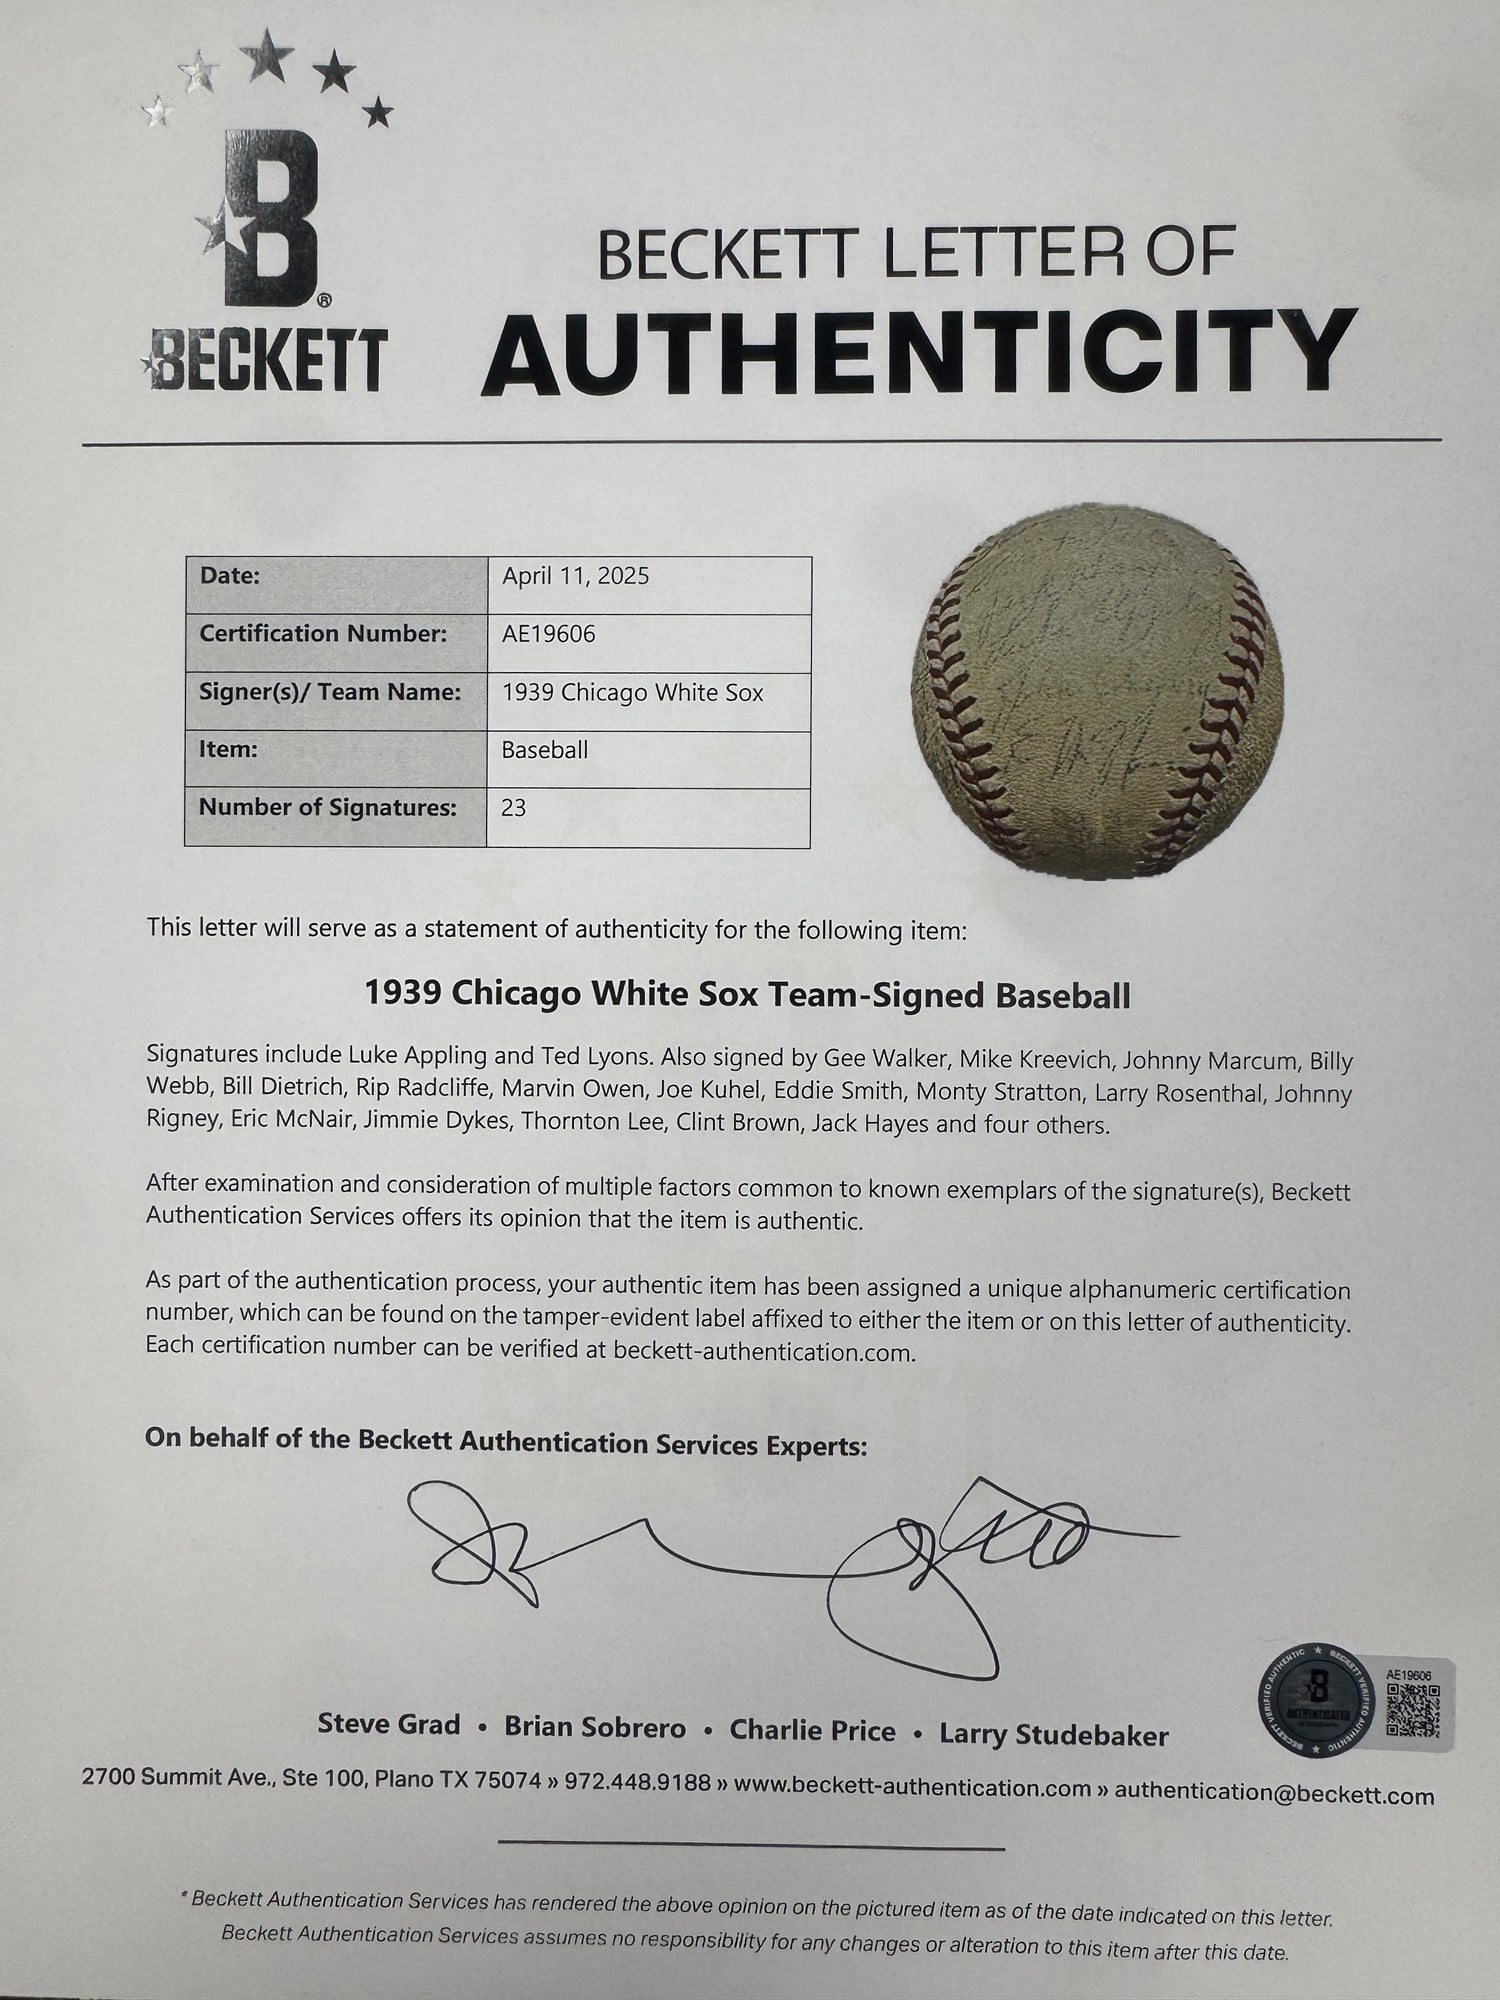 B®
BECKETT
BECKETT LETTER OF
AUTHENTICITY
Date: April 11, 2025
Certification Number: AE19606
Signer(s)/ Team Name: 1939 Chicago White Sox
Item: Baseball
Number of Signatures: 23
This letter will serve as a statement of authenticity for the following item:
1939 Chicago White Sox Team-Signed Baseball
Signatures include Luke Appling and Ted Lyons. Also signed by Gee Walker, Mike Kreevich, Johnny Marcum, Billy
Webb, Bill Dietrich, Rip Radcliffe, Marvin Owen, Joe Kuhel, Eddie Smith, Monty Stratton, Larry Rosenthal, Johnny
Rigney, Eric McNair, Jimmie Dykes, Thornton Lee, Clint Brown, Jack Hayes and four others.
After examination and consideration of multiple factors common to known exemplars of the signature(s), Beckett
Authentication Services offers its opinion that the item is authentic.
As part of the authentication process, your authentic item has been assigned a unique alphanumeric certification
number, which can be found on the tamper-evident label affixed to either the item or on this letter of authenticity.
Each certification number can be verified at beckett-authentication.com.
On behalf of the Beckett Authentication Services Experts:
BECKETT VERIFIED AUTHENTIC ★ BECKETT VERIFIED AUTHENTIC ★
B
AE19606
Steve Grad • Brian Sobrero • Charlie Price • Larry Studebaker
2700 Summit Ave., Ste 100, Plano TX 75074 » 972.448.9188 » www.beckett-authentication.com » authentication@beckett.com
* Beckett Authentication Services has rendered the above opinion on the pictured item as of the date indicated on this letter.
Beckett Authentication Services assumes no responsibility for any changes or alteration to this item after this date.